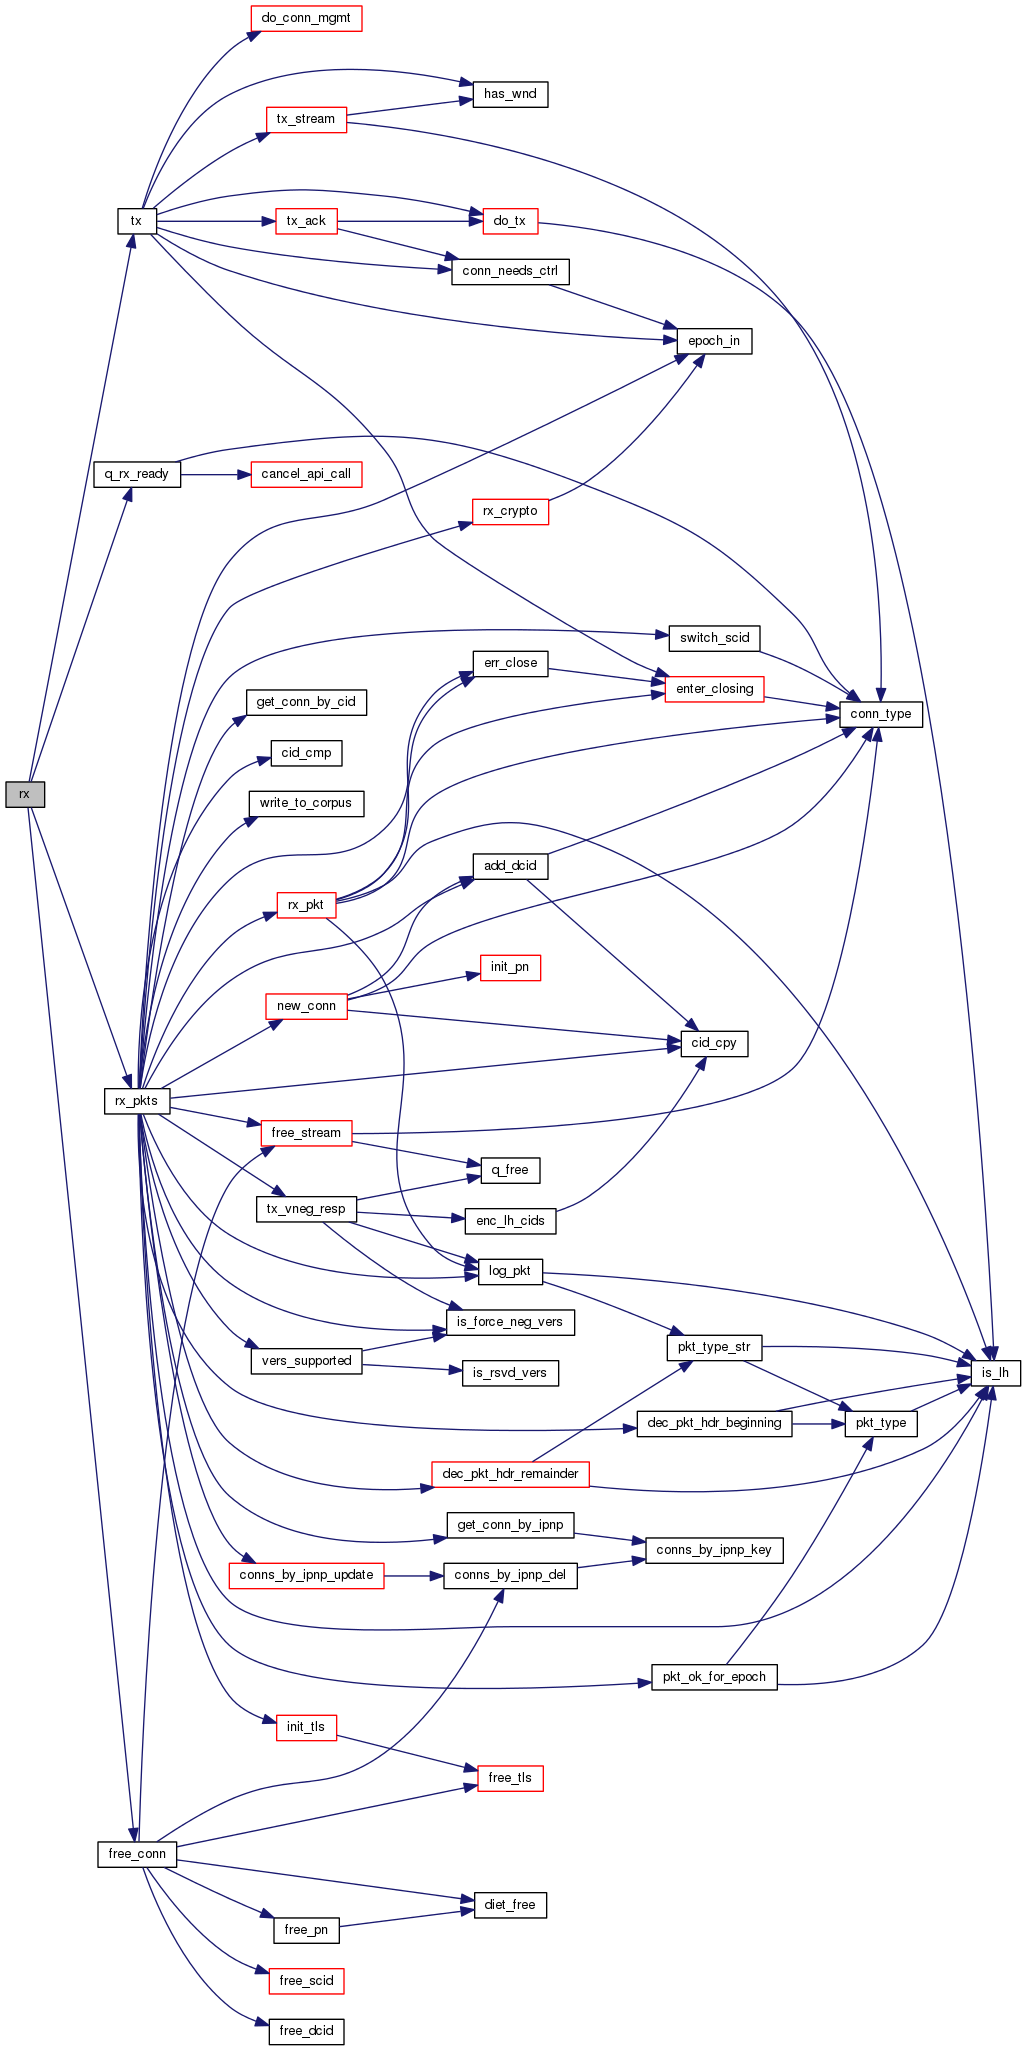 do_conn_mgmt
has_wnd
tx_stream
tx
tx_ack
do_tx
conn_needs_ctrl
epoch_in
q_rx_ready
cancel_api_call
rx_crypto
switch_scid
err_close
enter_closing
get_conn_by_cid
conn_type
cid_cmp
rx
write_to_corpus
add_dcid
rx_pkt
init_pn
new_conn
cid_cpy
rx_pkts
free_stream
q_free
tx_vneg_resp
enc_lh_cids
log_pkt
is_force_neg_vers
pkt_type_str
vers_supported
is_rsvd_vers
is_lh
dec_pkt_hdr_beginning
pkt_type
dec_pkt_hdr_remainder
get_conn_by_ipnp
conns_by_ipnp_key
conns_by_ipnp_update
conns_by_ipnp_del
pkt_ok_for_epoch
init_tls
free_tls
free_conn
diet_free
free_pn
free_scid
free_dcid